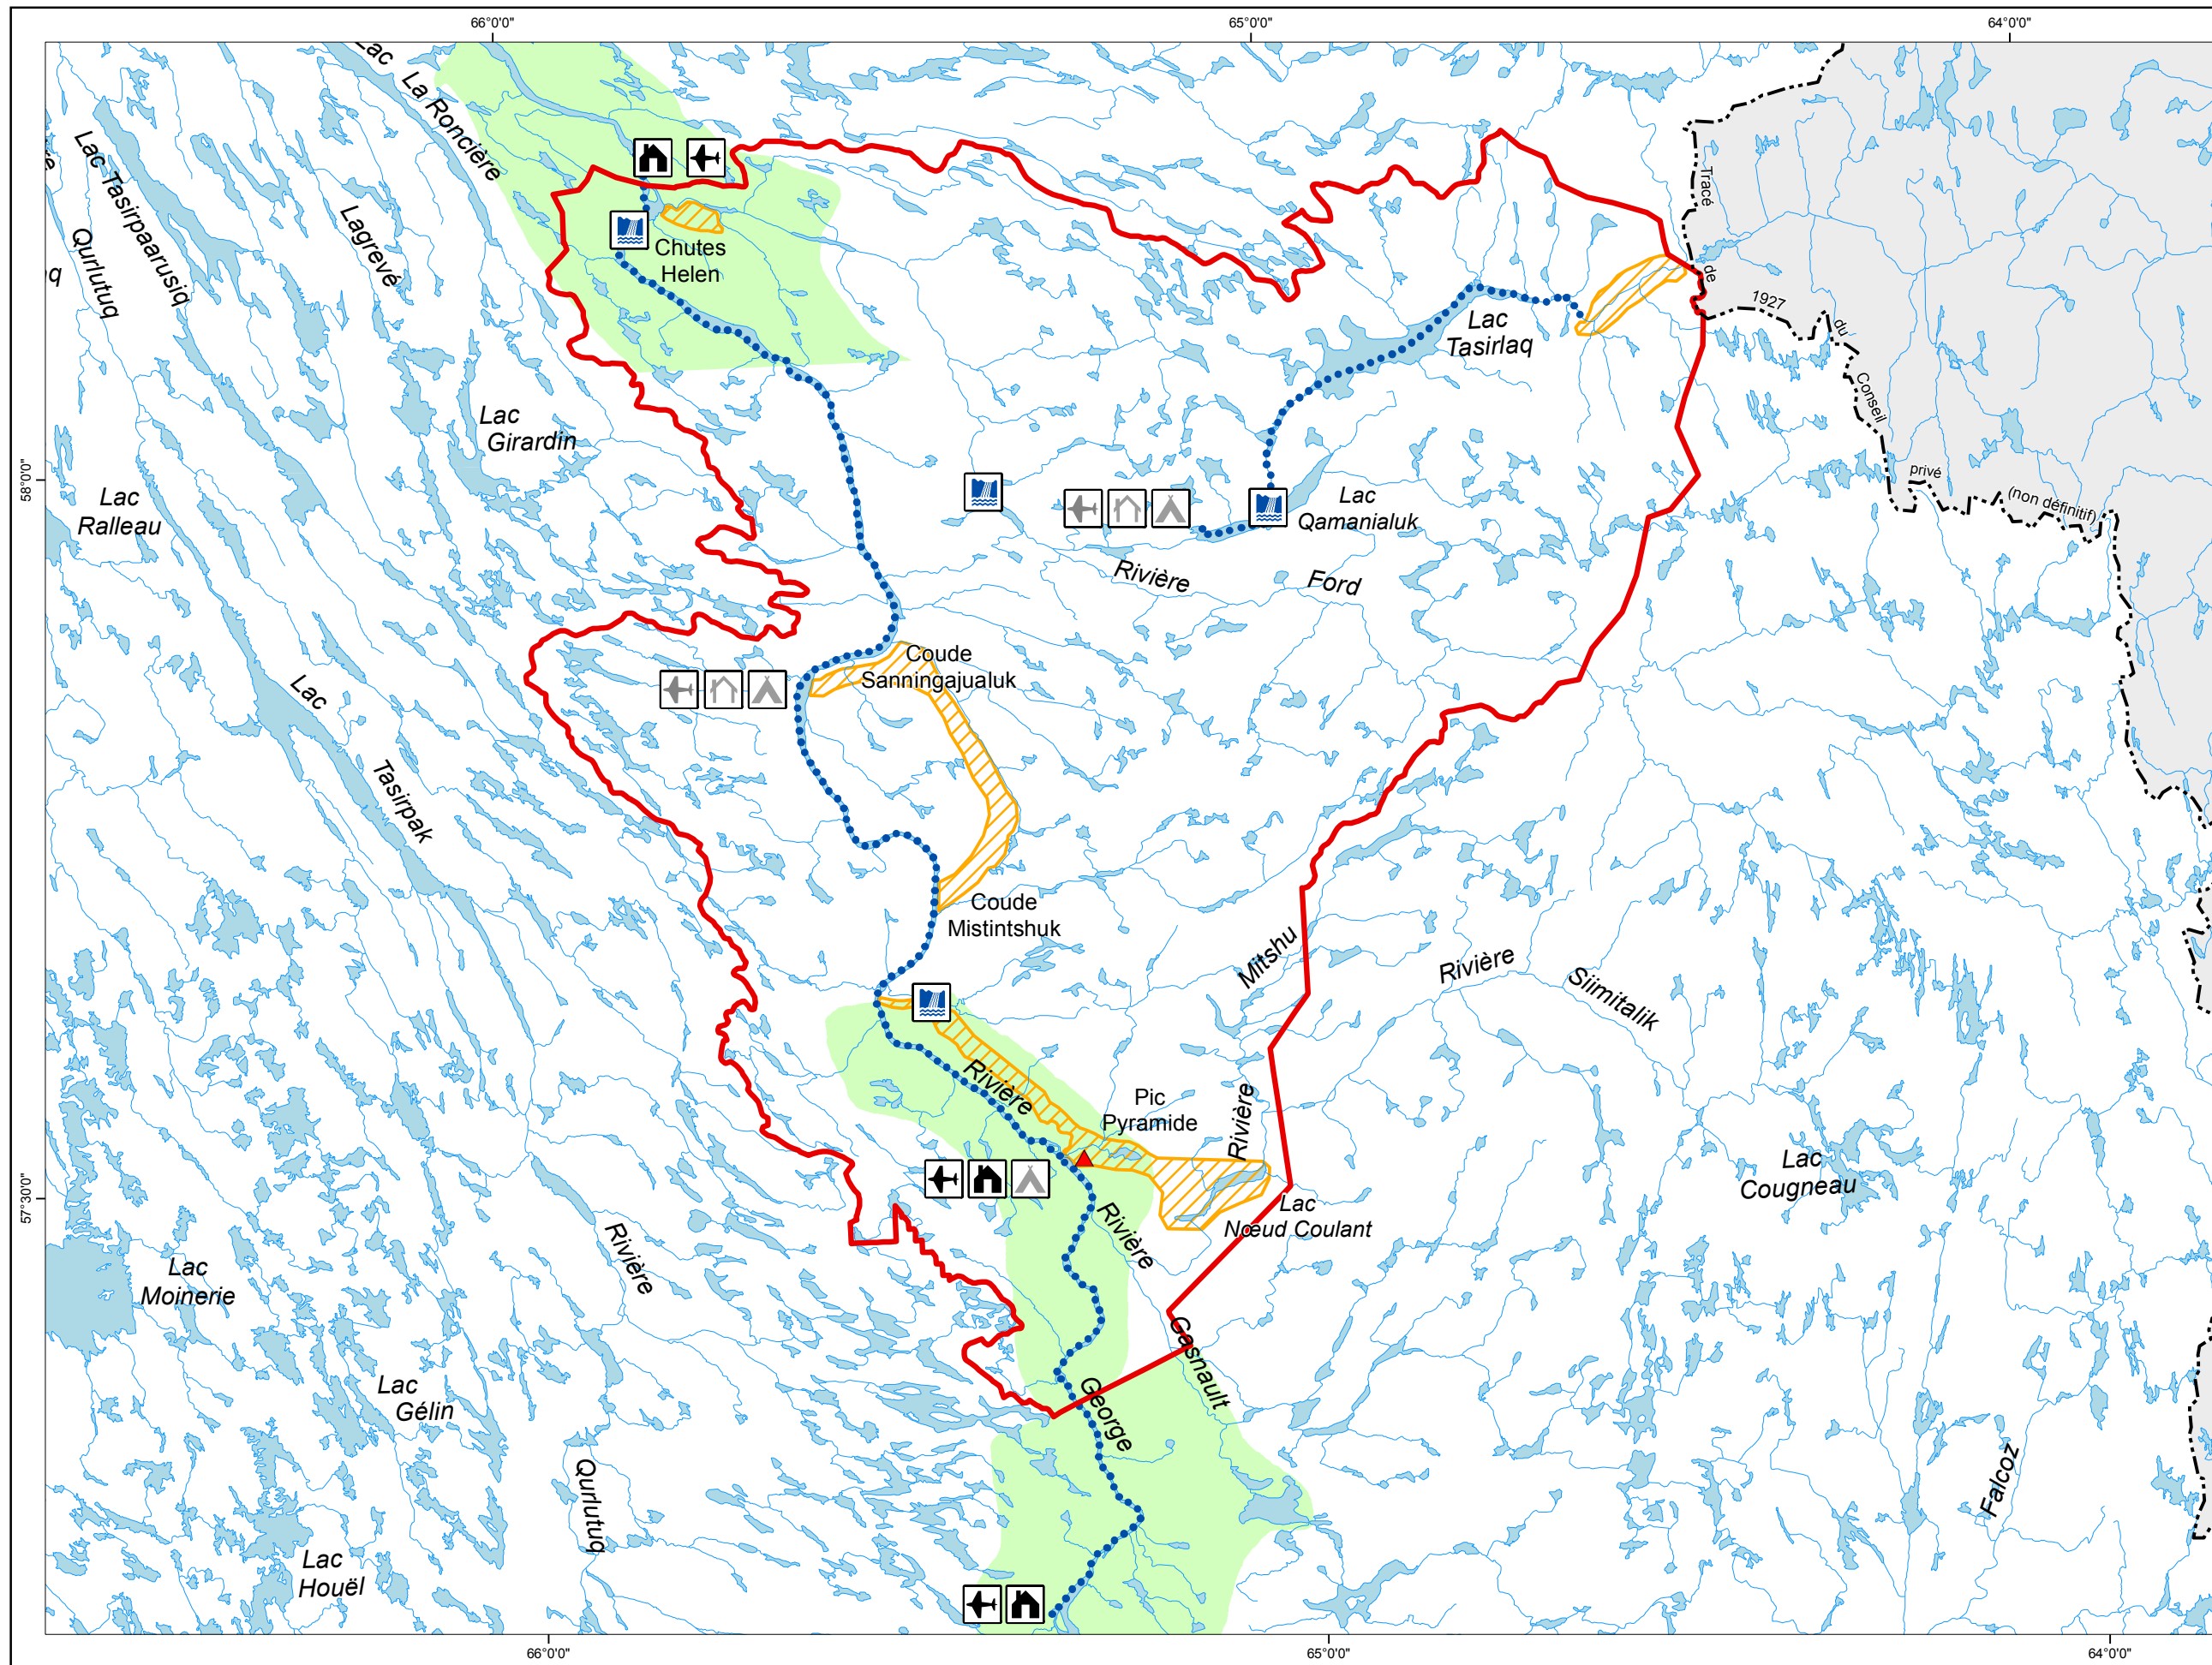 66°0'0"
65°0'0"
64°0'0"
Lac
La Roncière
Lac Tasirpaarusiq
Qurlutuq
q
Lagrevé
Chutes
Helen
Tracé
de
1927
du
Conseil
privé
(non définitif)
Lac
Tasirlaq
Lac
Girardin
58°0'0"
Lac
Ralleau
Lac
Qamanialuk
Rivière
Ford
Coude
Sanningajualuk
Lac
Tasirpak
Coude
Mistintshuk
Mitshu
Rivière
Siimitalik
Rivière
Pic
Pyramide
Rivière
Lac
Cougneau
57°30'0"
Lac
Nœud Coulant
Rivière
Rivière
Lac
Moinerie
Gasnault
George
Lac
Gélin
Falcoz
Qurlutuq
Lac
Houël
66°0'0"
65°0'0"
64°0'0"